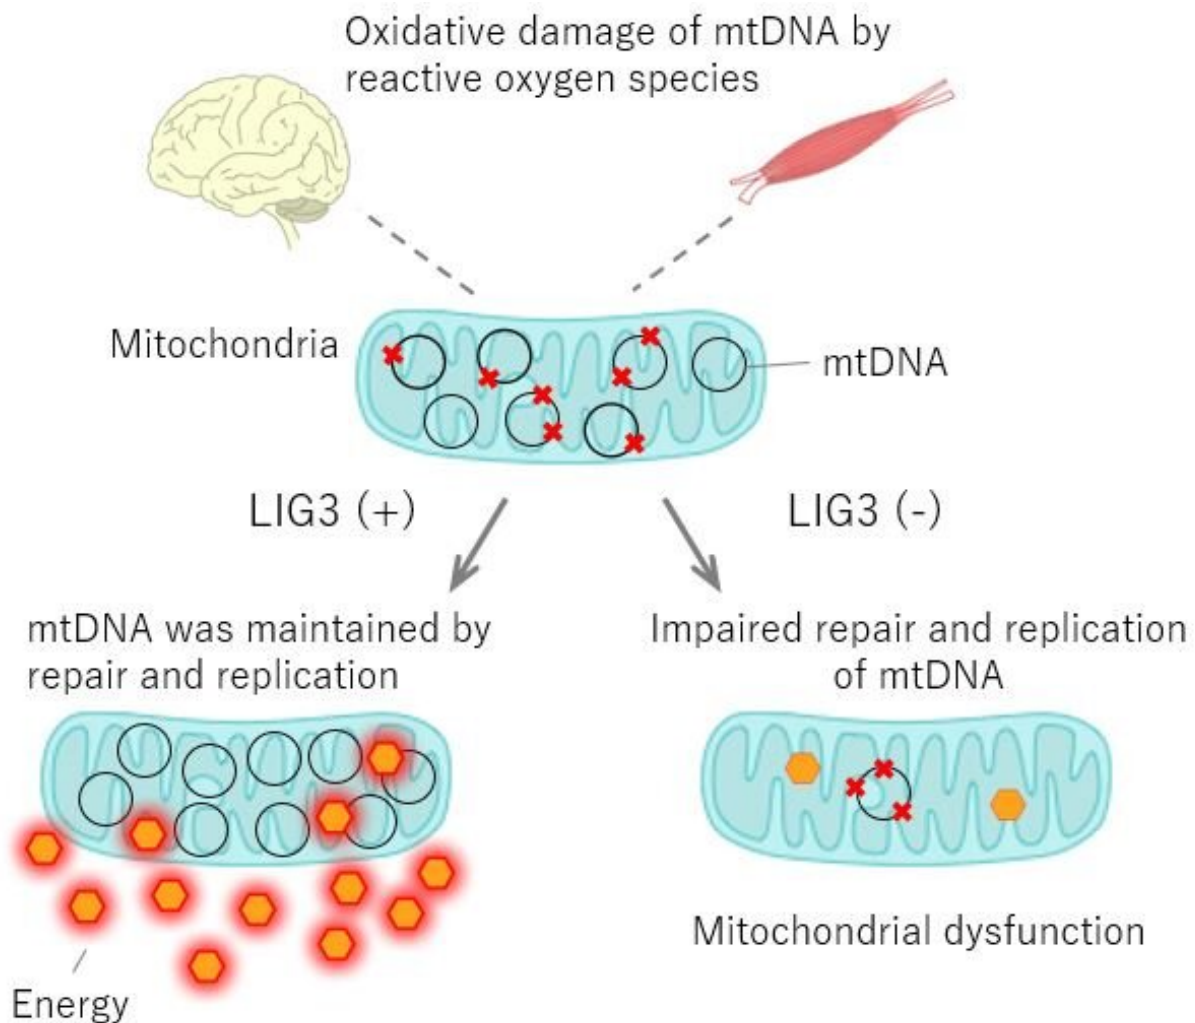 Oxidative damage of mtDNA by
reactive oxygen species
Mitochondria
mtDNA
LIG3 (+)
LIG3 (-)
mtDNA was maintained by
repair and replication
Impaired repair and replication
of mtDNA
Mitochondrial dysfunction
Energy